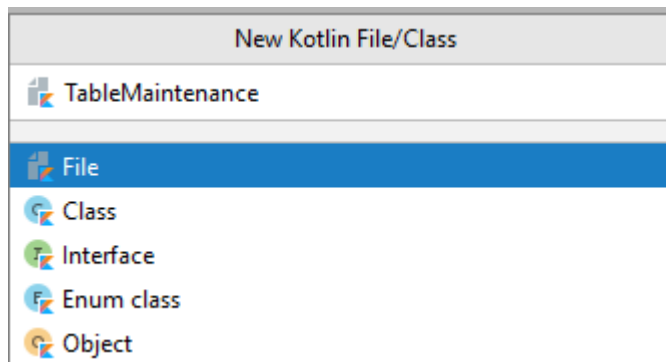 New Kotlin File/Class
TableMaintenance
File
Class
Interface
Enum class
Object